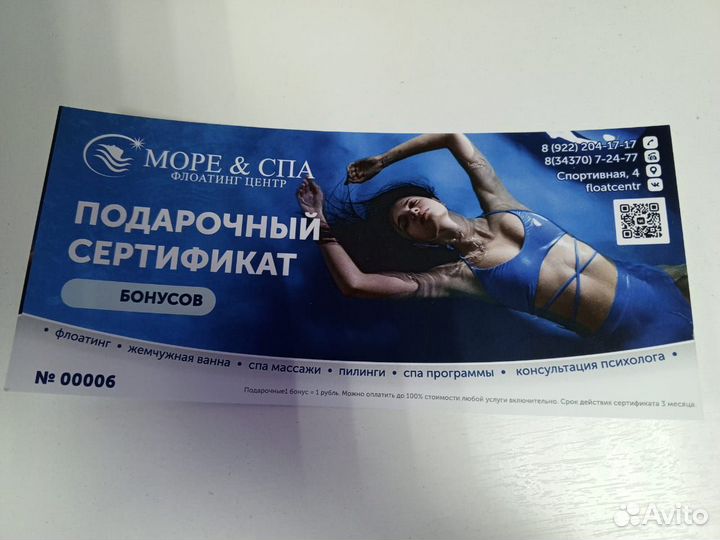 МОРЕ & СПА
ФЛОАТИНГ ЦЕНТР
8 (922) 204-17-17
8(34370) 7-24-77
Спортивная, 4
floatcentr
ПОДАРОЧНЫЙ
СЕРТИФИКАТ
БОНУСОВ
• флоатинг • жемчужная ванна • спа массажи • пилинги • спа программы • консультация психолога •
№ 00006
Подарочные1 бонус = 1 рубль. Можно оплатить до 100% стоимости любой услуги включительно. Срок действия сертификата 3 месяца.
Avito